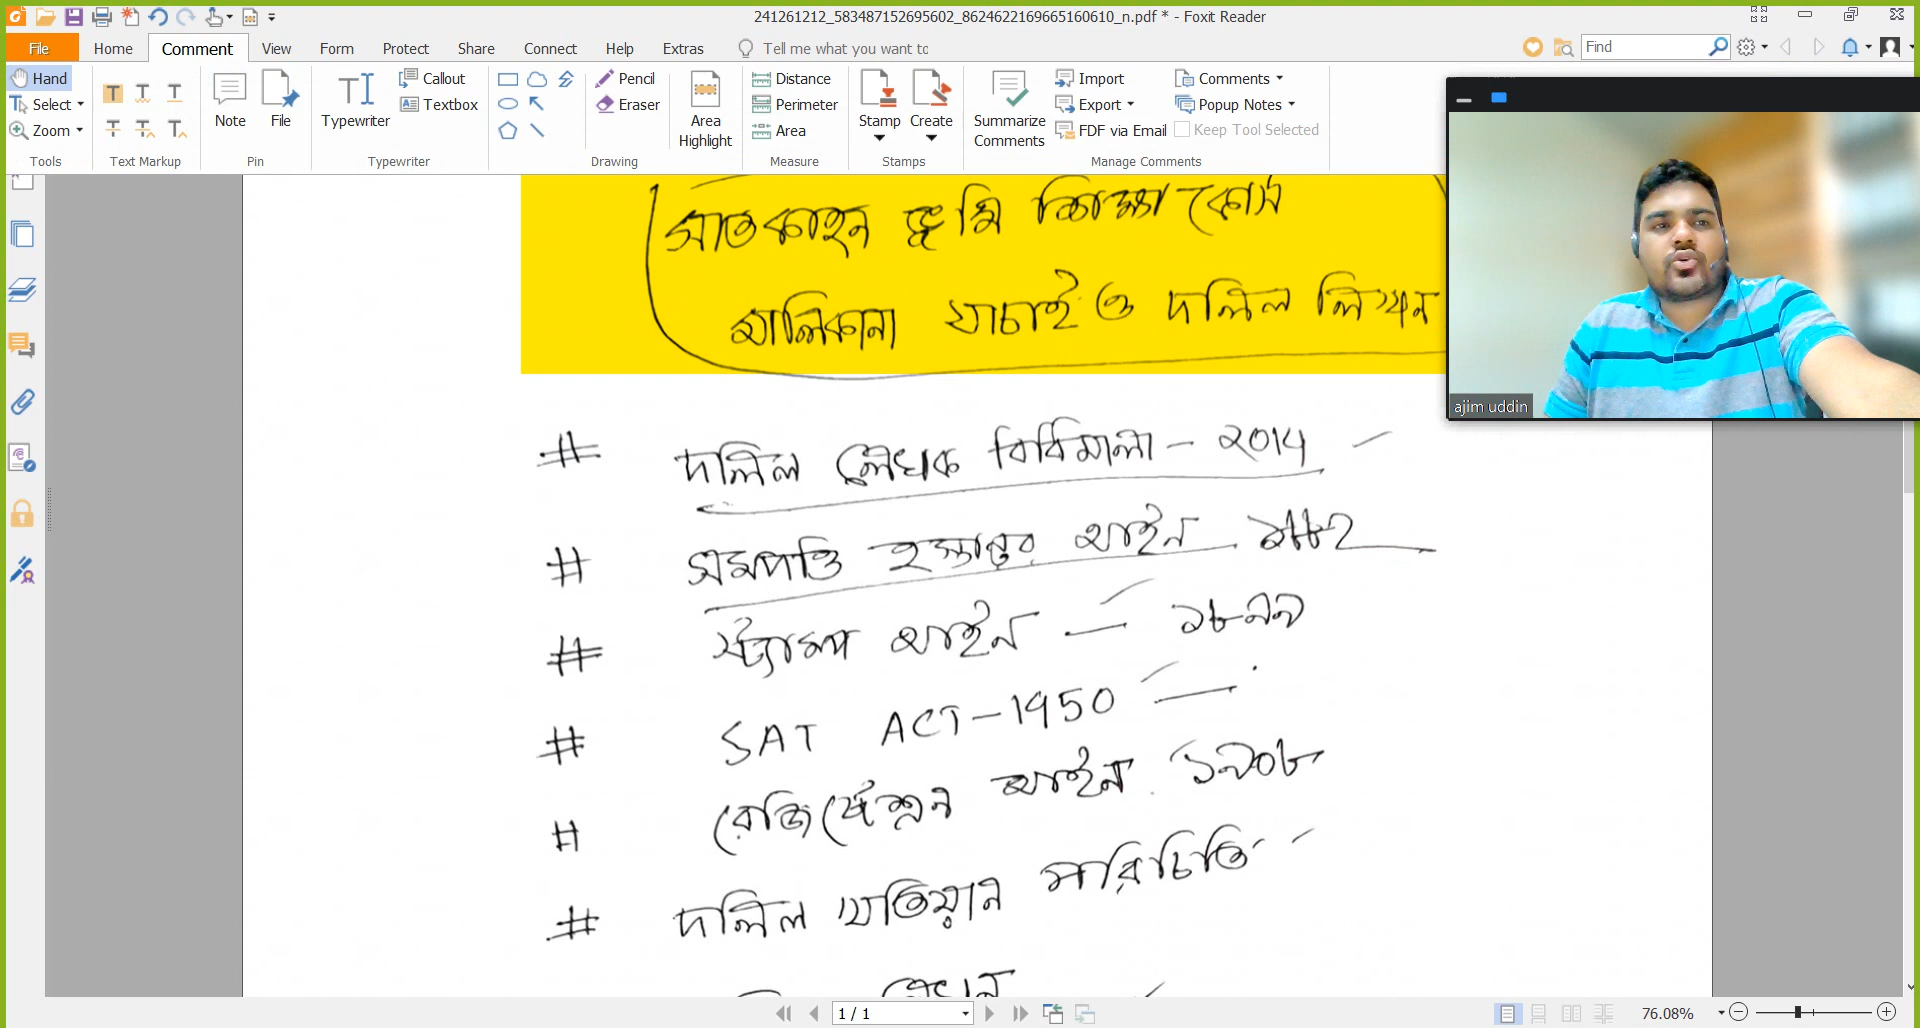 241261212_583487152695602_8624622169665160610_n.pdf * - Foxit Reader
File Home Comment View Form Protect Share Connect Help Extras Tell me what you want to Find
Hand Select Zoom Tools
Text Markup
Note File Pin
Typewriter Callout Textbox Typewriter
Pencil Eraser Drawing
Area Highlight
Distance Perimeter Area Measure
Stamp Create Stamps
Summarize Comments Import Export FDF via Email Comments Popup Notes Keep Tool Selected Manage Comments
সাতকাহন ভূমি শিক্ষা কোর্স
মালিকানা যাচাই ও দলিল লিখন
ajim uddin
# দলিল লেখক বিধিমালা - ২০১৪
# সমপত্তি হস্তান্তর আইন ১৮৮২
# স্ট্যাম্প আইন - ১৮৯৯
# SAT ACT-1950
# রেজিস্ট্রেশন আইন ১৯০৮
# দলিল খতিয়ান পরিচিতি
1 / 1
76.08%